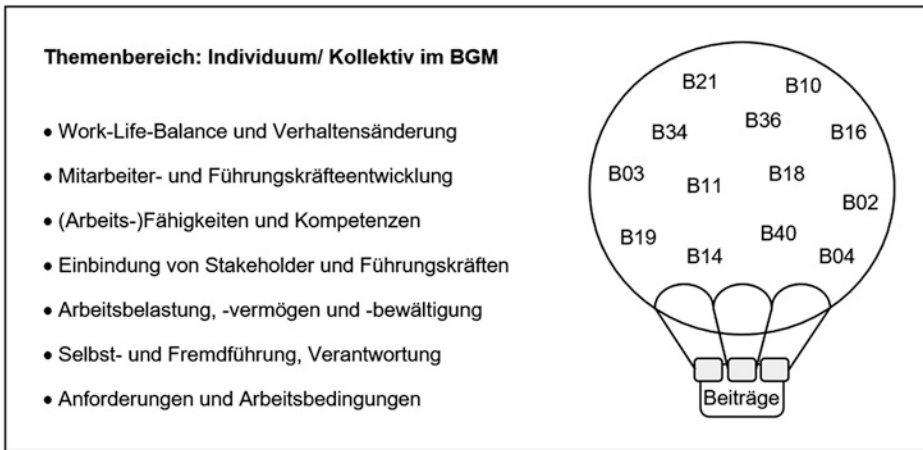 Themenbereich: Individuum/ Kollektiv im BGM
• Work-Life-Balance und Verhaltensänderung
• Mitarbeiter- und Führungskräfteentwicklung
• (Arbeits-)Fähigkeiten und Kompetenzen
• Einbindung von Stakeholder und Führungskräften
• Arbeitsbelastung, -vermögen und -bewältigung
• Selbst- und Fremdführung, Verantwortung
• Anforderungen und Arbeitsbedingungen
B21 B10
B34 B36 B16
B03 B11 B18
B02
B19 B14 B40 B04
Beiträge